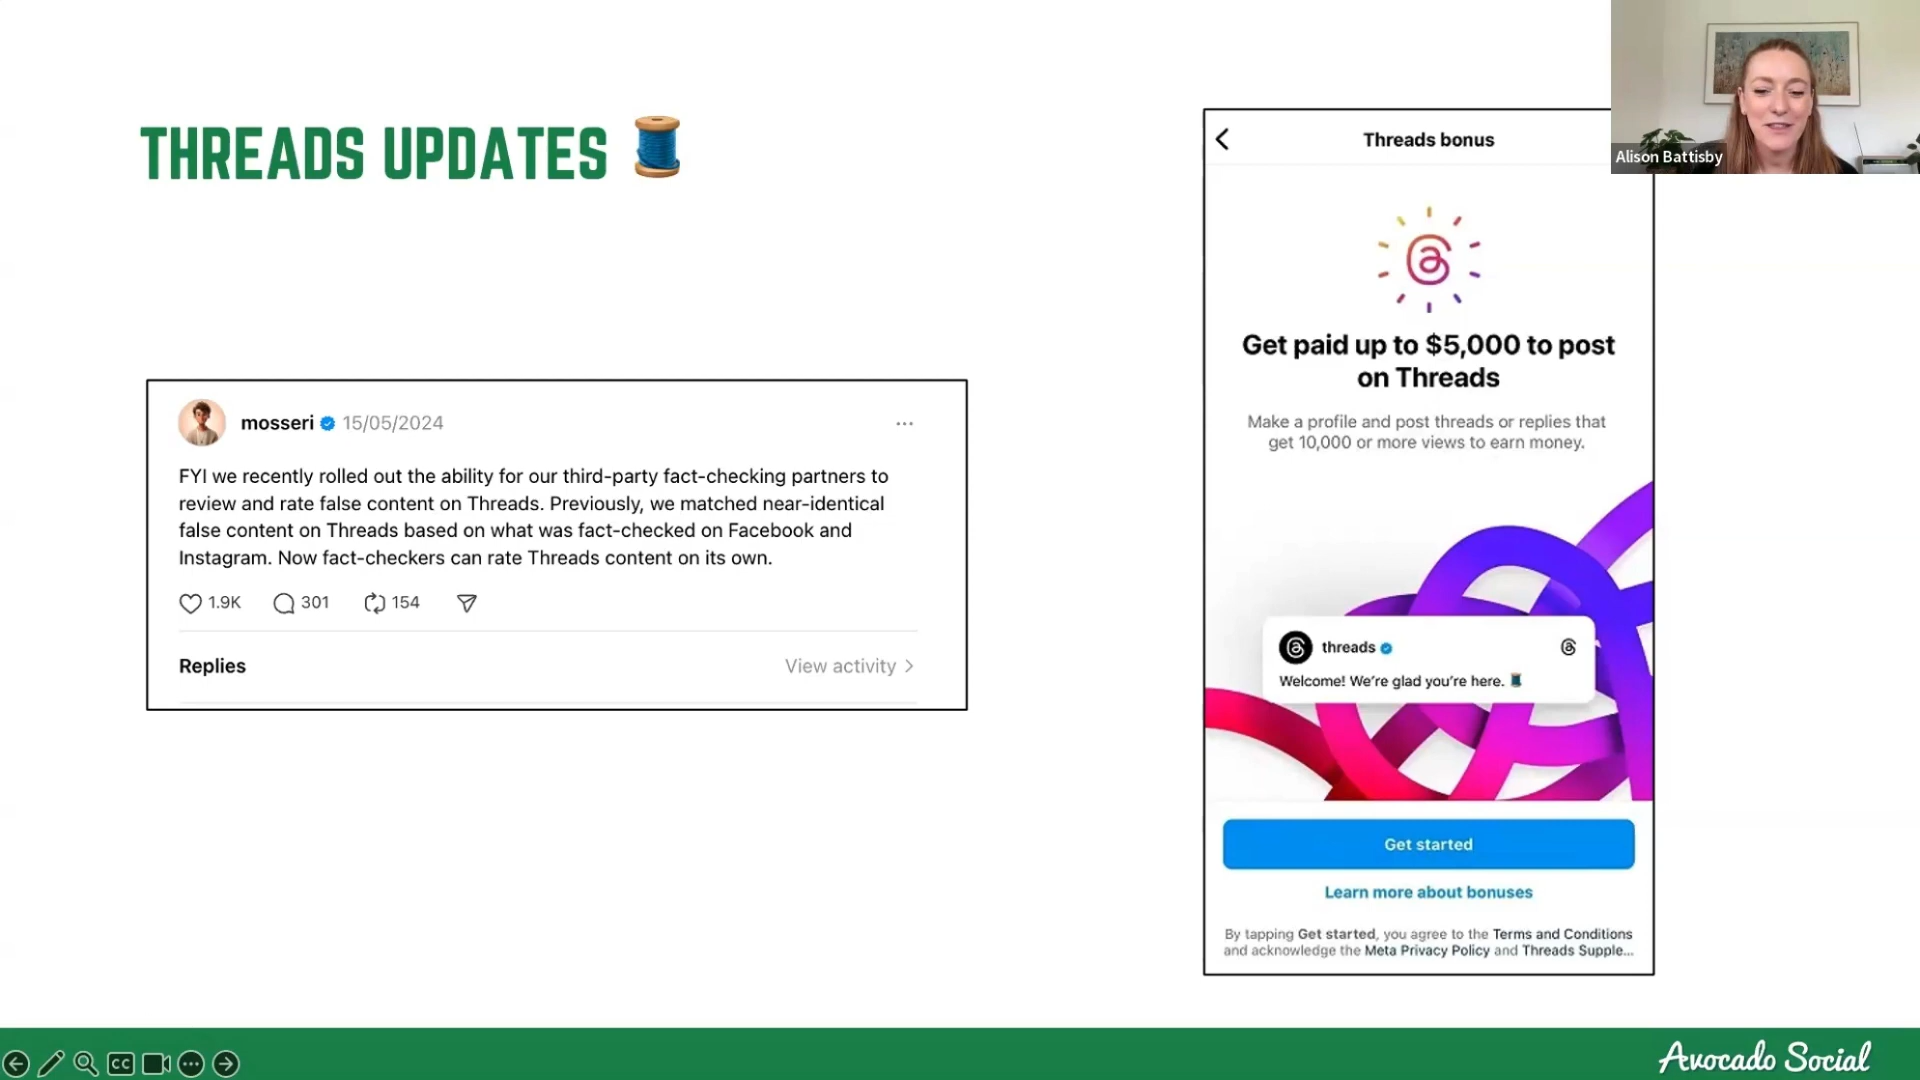 THREADS UPDATES
mosseri 15/05/2024
FYI we recently rolled out the ability for our third-party fact-checking partners to
review and rate false content on Threads. Previously, we matched near-identical
false content on Threads based on what was fact-checked on Facebook and
Instagram. Now fact-checkers can rate Threads content on its own.
1.9K 301 154
Replies View activity
Threads bonus
Get paid up to $5,000 to post
on Threads
Make a profile and post threads or replies that
get 10,000 or more views to earn money.
threads
Welcome! We're glad you're here.
Get started
Learn more about bonuses
By tapping Get started, you agree to the Terms and Conditions
and acknowledge the Meta Privacy Policy and Threads Supple...
Alison Battisby
CC
Avocado Social